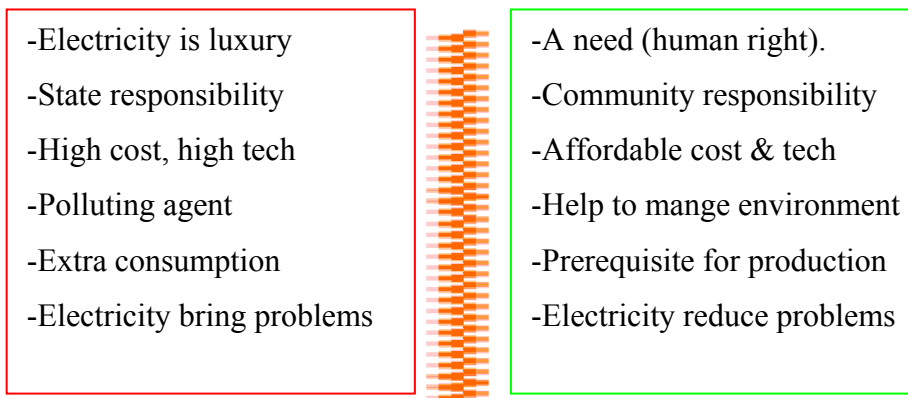 -Electricity is luxury
-State responsibility
-High cost, high tech
-Polluting agent
-Extra consumption
-Electricity bring problems
-A need (human right).
-Community responsibility
-Affordable cost & tech
-Help to mange environment
-Prerequisite for production
-Electricity reduce problems